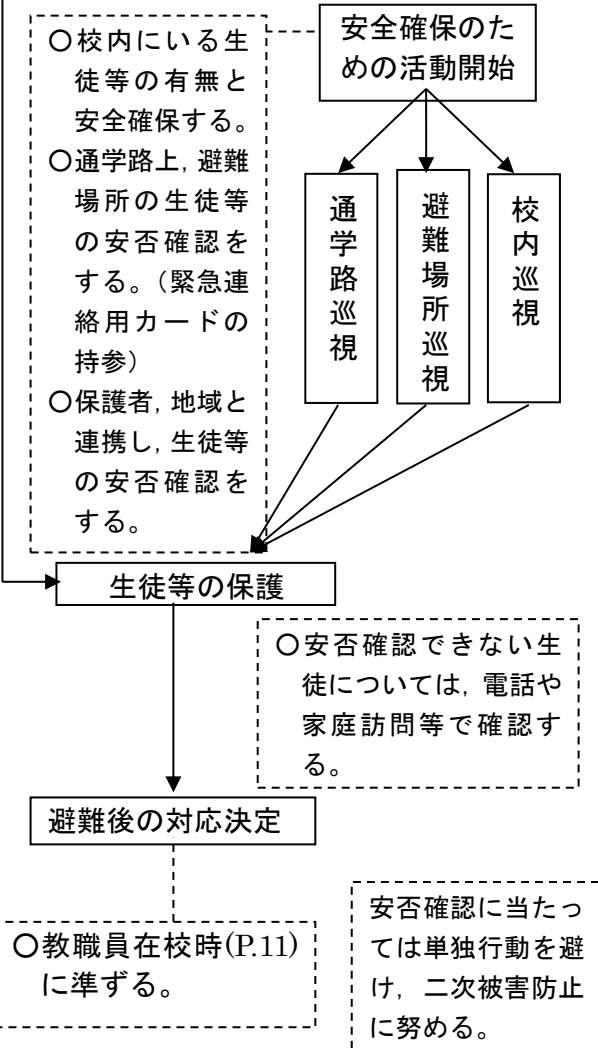 〇校内にいる生
徒等の有無と
安全確保する。
〇通学路上，避難
場所の生徒等
の安否確認を
する。（緊急連
絡用カードの
持参）
〇保護者，地域と
連携し，生徒等
の安否確認を
する。
安全確保のた
めの活動開始
通学路巡視
避難場所巡視
校内巡視
生徒等の保護
〇安否確認できない生
徒については，電話や
家庭訪問等で確認す
る。
避難後の対応決定
〇教職員在校時(P.11)
に準ずる。
安否確認に当たっ
ては単独行動を避
け，二次被害防止
に努める。